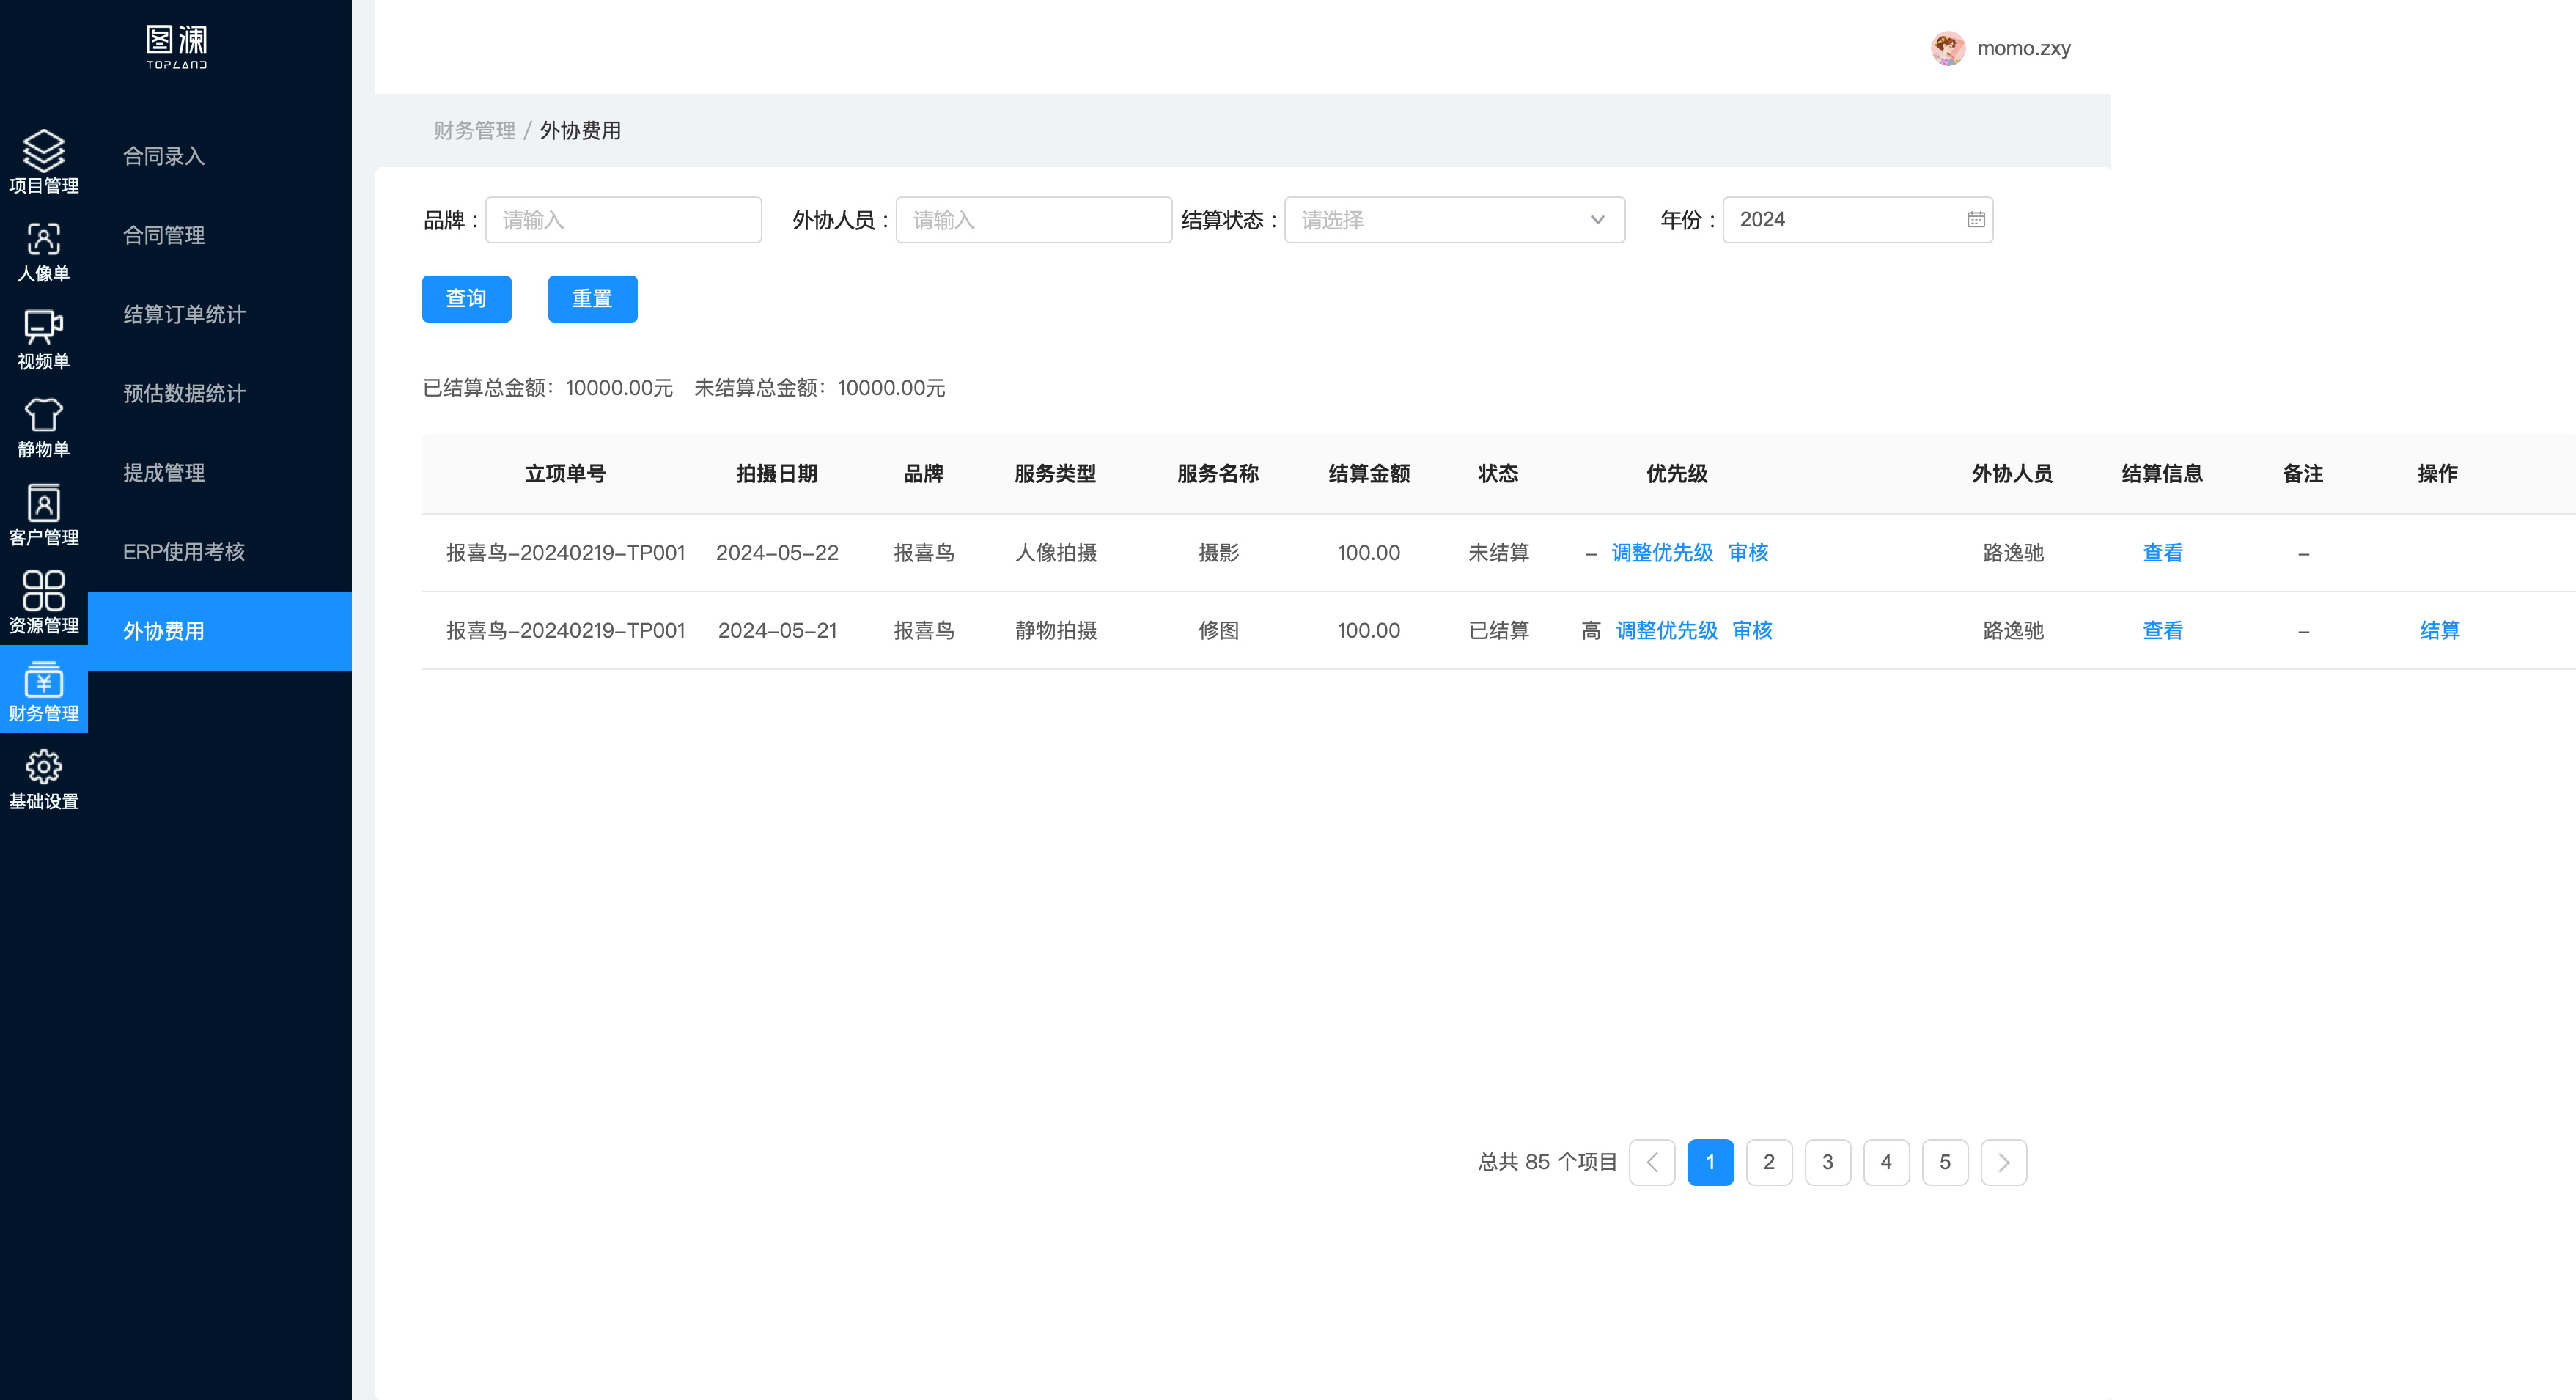 图澜
TOPLAND
momo.zxy
项目管理
人像单
视频单
静物单
客户管理
资源管理
财务管理
基础设置
合同录入
合同管理
结算订单统计
预估数据统计
提成管理
ERP使用考核
外协费用
财务管理 / 外协费用
品牌： 请输入 外协人员： 请输入 结算状态： 请选择 年份： 2024
查询 重置
已结算总金额：10000.00元 未结算总金额：10000.00元
立项单号 拍摄日期 品牌 服务类型 服务名称 结算金额 状态 优先级 外协人员 结算信息 备注 操作
报喜鸟-20240219-TP001 2024-05-22 报喜鸟 人像拍摄 摄影 100.00 未结算 – 调整优先级 审核 路逸驰 查看 –
报喜鸟-20240219-TP001 2024-05-21 报喜鸟 静物拍摄 修图 100.00 已结算 高 调整优先级 审核 路逸驰 查看 – 结算
总共 85 个项目 1 2 3 4 5